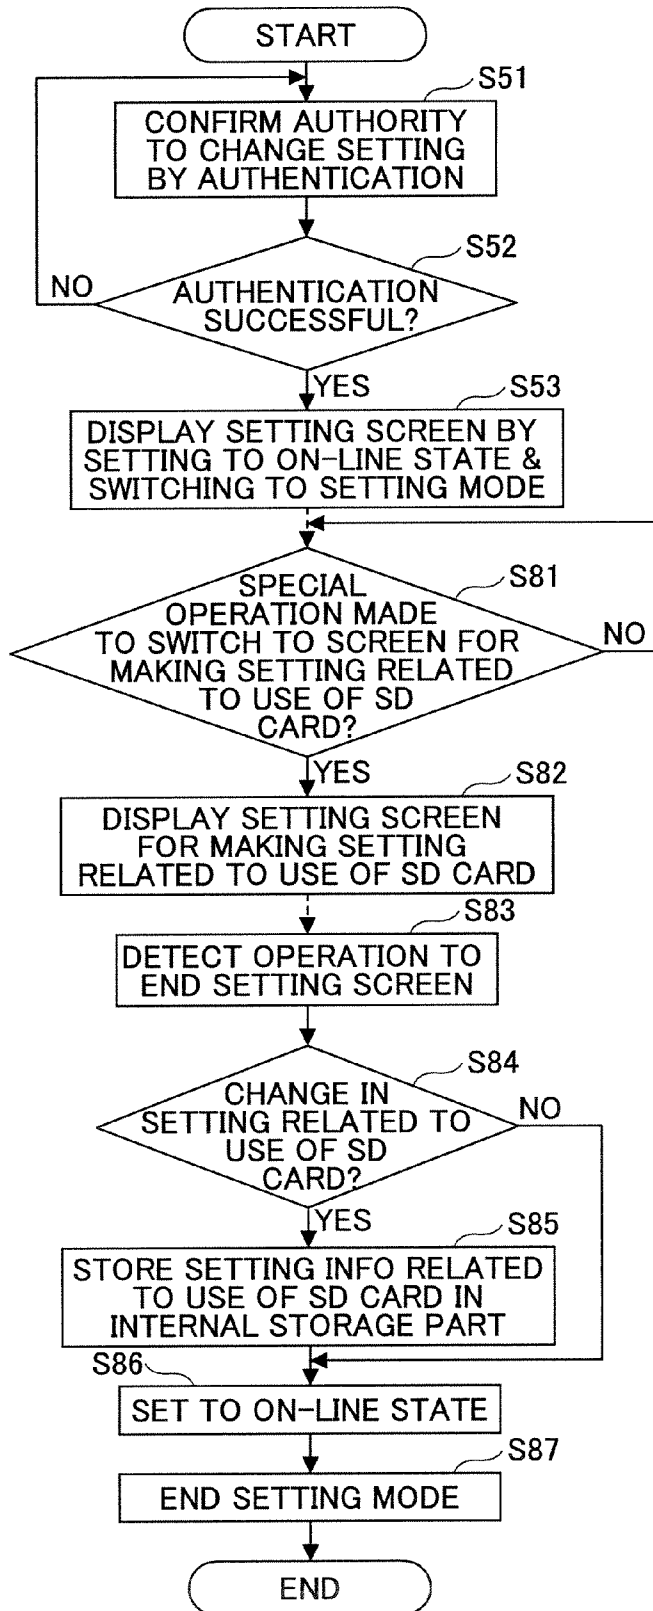 START
S51
CONFIRM AUTHORITY
TO CHANGE SETTING
BY AUTHENTICATION
S52
NO
AUTHENTICATION
SUCCESSFUL?
YES
S53
DISPLAY SETTING SCREEN BY
SETTING TO ON-LINE STATE &
SWITCHING TO SETTING MODE
S81
SPECIAL
OPERATION MADE
TO SWITCH TO SCREEN FOR
MAKING SETTING RELATED
TO USE OF SD
CARD?
NO
YES
S82
DISPLAY SETTING SCREEN
FOR MAKING SETTING
RELATED TO USE OF SD CARD
S83
DETECT OPERATION TO
END SETTING SCREEN
S84
CHANGE IN
SETTING RELATED TO
USE OF SD
CARD?
NO
YES
S85
STORE SETTING INFO RELATED
TO USE OF SD CARD IN
INTERNAL STORAGE PART
S86
SET TO ON-LINE STATE
S87
END SETTING MODE
END